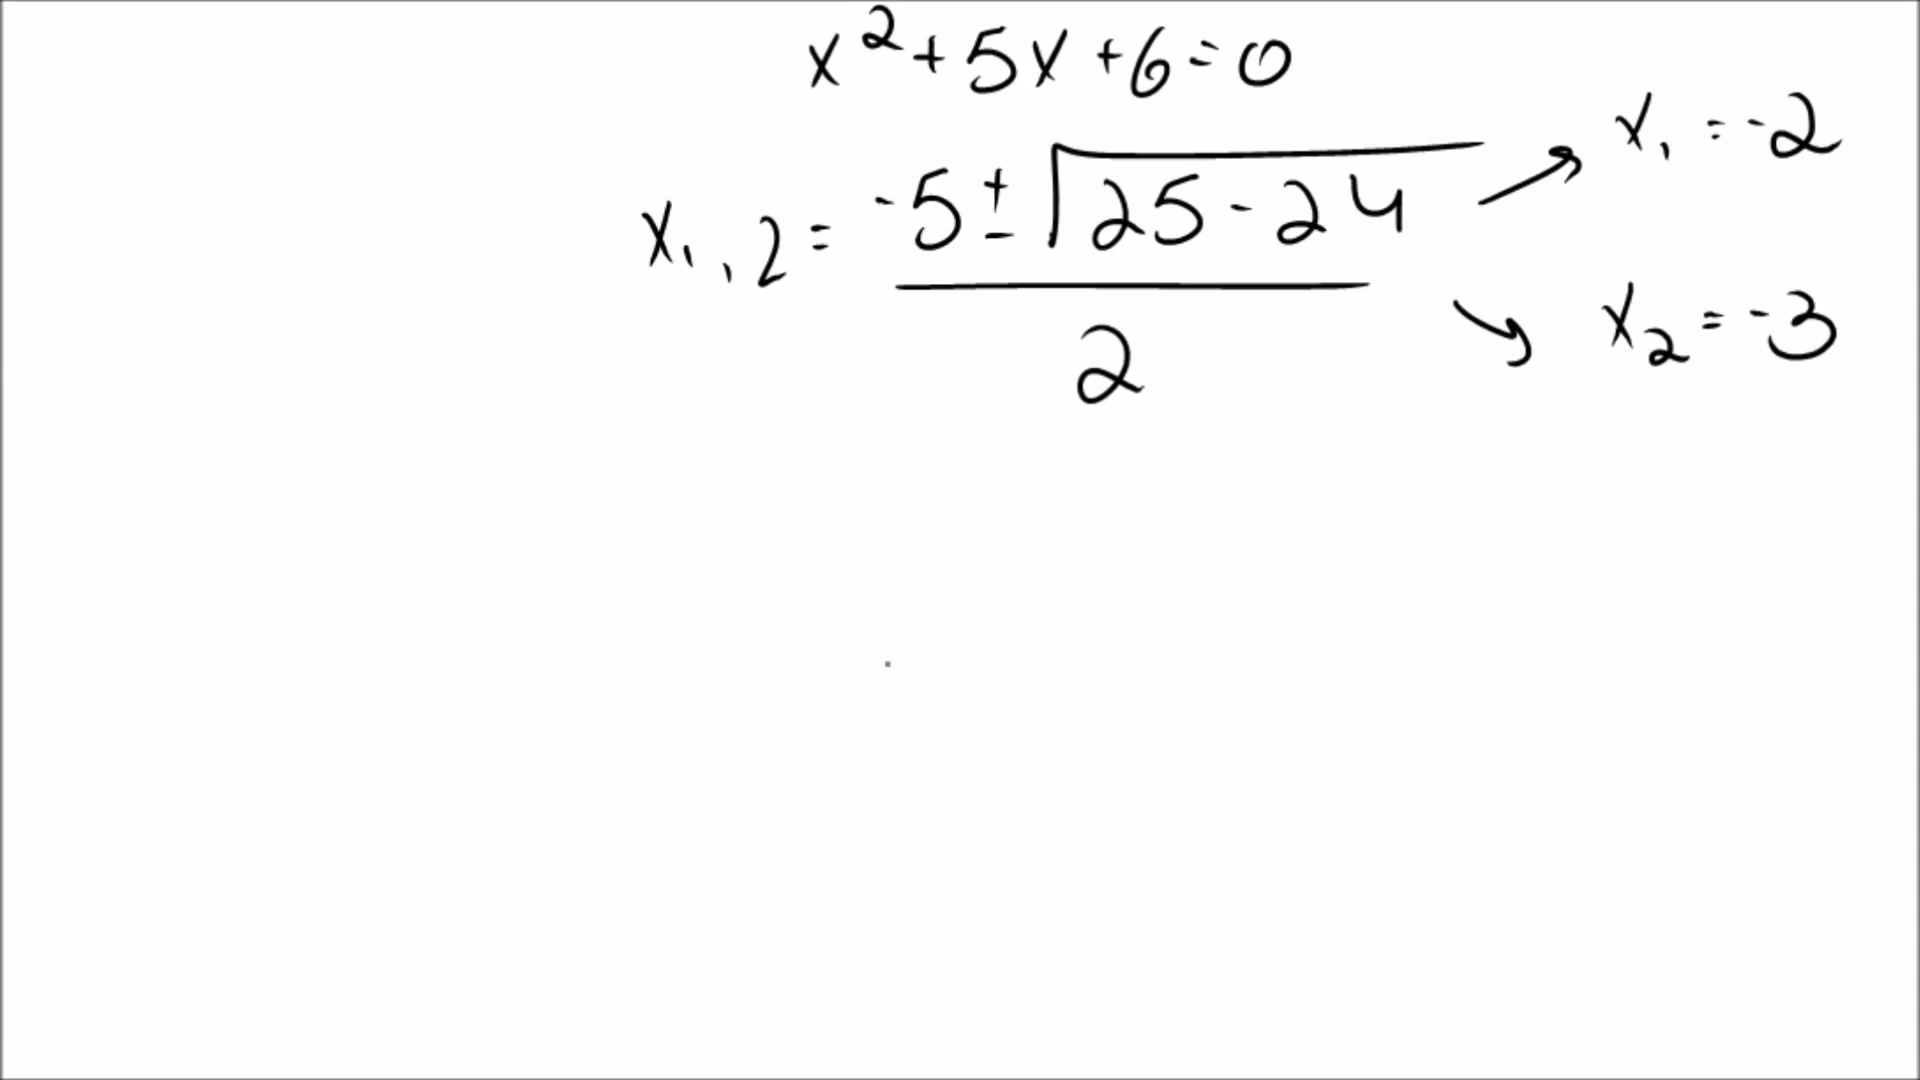 x²+5x+6=0
x₁,₂ = (-5±√(25-24))/2
x₁=-2
x₂=-3